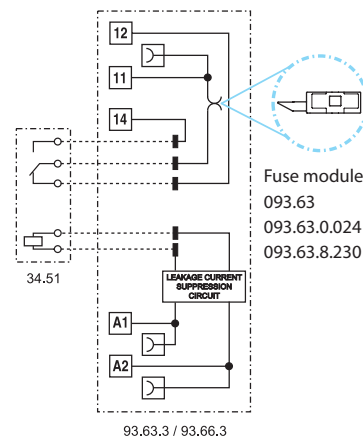 12
11
14
Fuse module
093.63
093.63.0.024
093.63.8.230
34.51
LEAKAGE CURRENT
SUPPRESSION
CIRCUIT
A1
A2
93.63.3 / 93.66.3